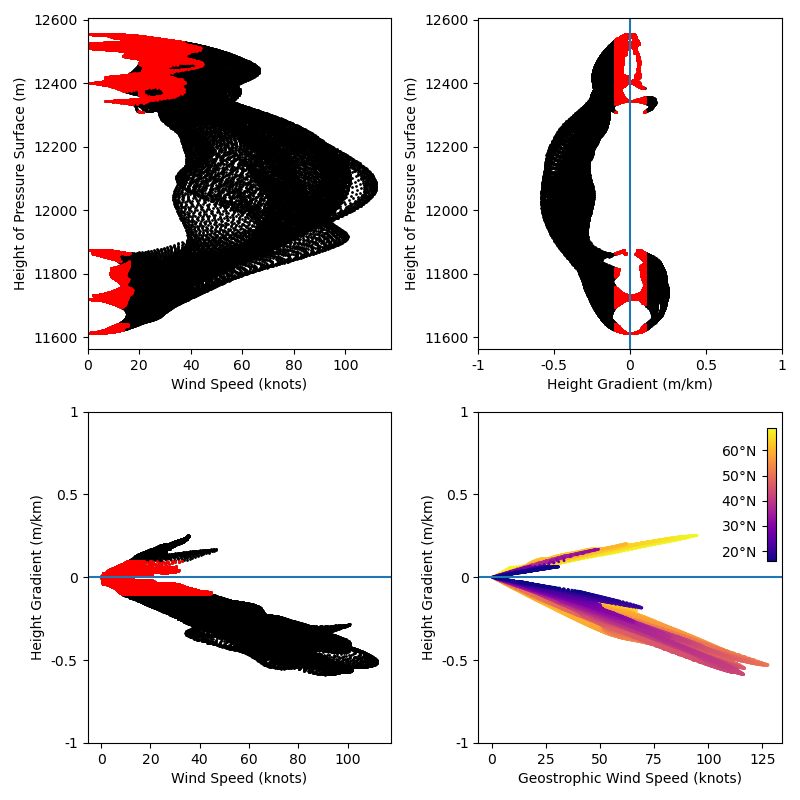 12600
12400
12200
12000
11800
11600
Height of Pressure Surface (m)
0 20 40 60 80 100
Wind Speed (knots)
12600
12400
12200
12000
11800
11600
Height of Pressure Surface (m)
-1 -0.5 0 0.5 1
Height Gradient (m/km)
1
0.5
0
-0.5
-1
Height Gradient (m/km)
0 20 40 60 80 100
Wind Speed (knots)
1
0.5
0
-0.5
-1
Height Gradient (m/km)
60°N
50°N
40°N
30°N
20°N
0 25 50 75 100 125
Geostrophic Wind Speed (knots)